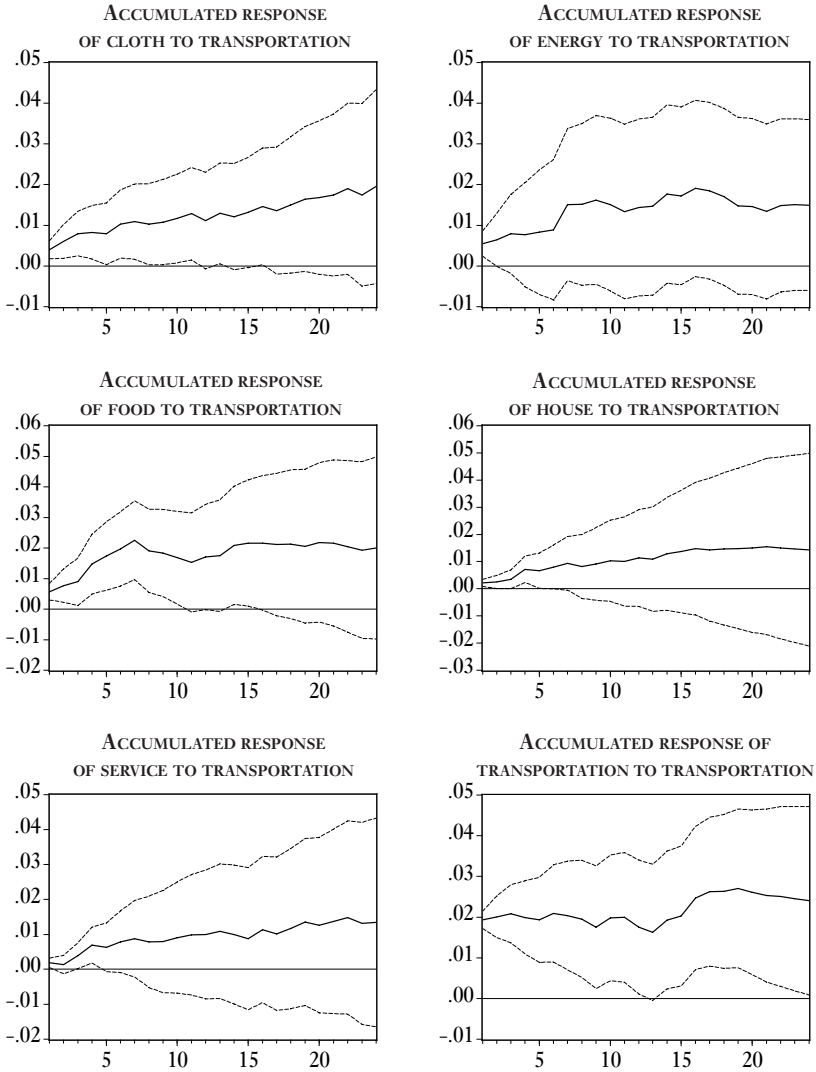 ACCUMULATED RESPONSE
OF CLOTH TO TRANSPORTATION
.05
.04
.03
.02
.01
.00
–.01
5 10 15 20
ACCUMULATED RESPONSE
OF ENERGY TO TRANSPORTATION
.05
.04
.03
.02
.01
.00
–.01
5 10 15 20
ACCUMULATED RESPONSE
OF FOOD TO TRANSPORTATION
.06
.05
.04
.03
.02
.01
.00
–.01
–.02
5 10 15 20
ACCUMULATED RESPONSE
OF HOUSE TO TRANSPORTATION
.06
.05
.04
.03
.02
.01
.00
–.01
–.02
–.03
5 10 15 20
ACCUMULATED RESPONSE
OF SERVICE TO TRANSPORTATION
.05
.04
.03
.02
.01
.00
–.01
–.02
5 10 15 20
ACCUMULATED RESPONSE OF
TRANSPORTATION TO TRANSPORTATION
.05
.04
.03
.02
.01
.00
–.01
5 10 15 20